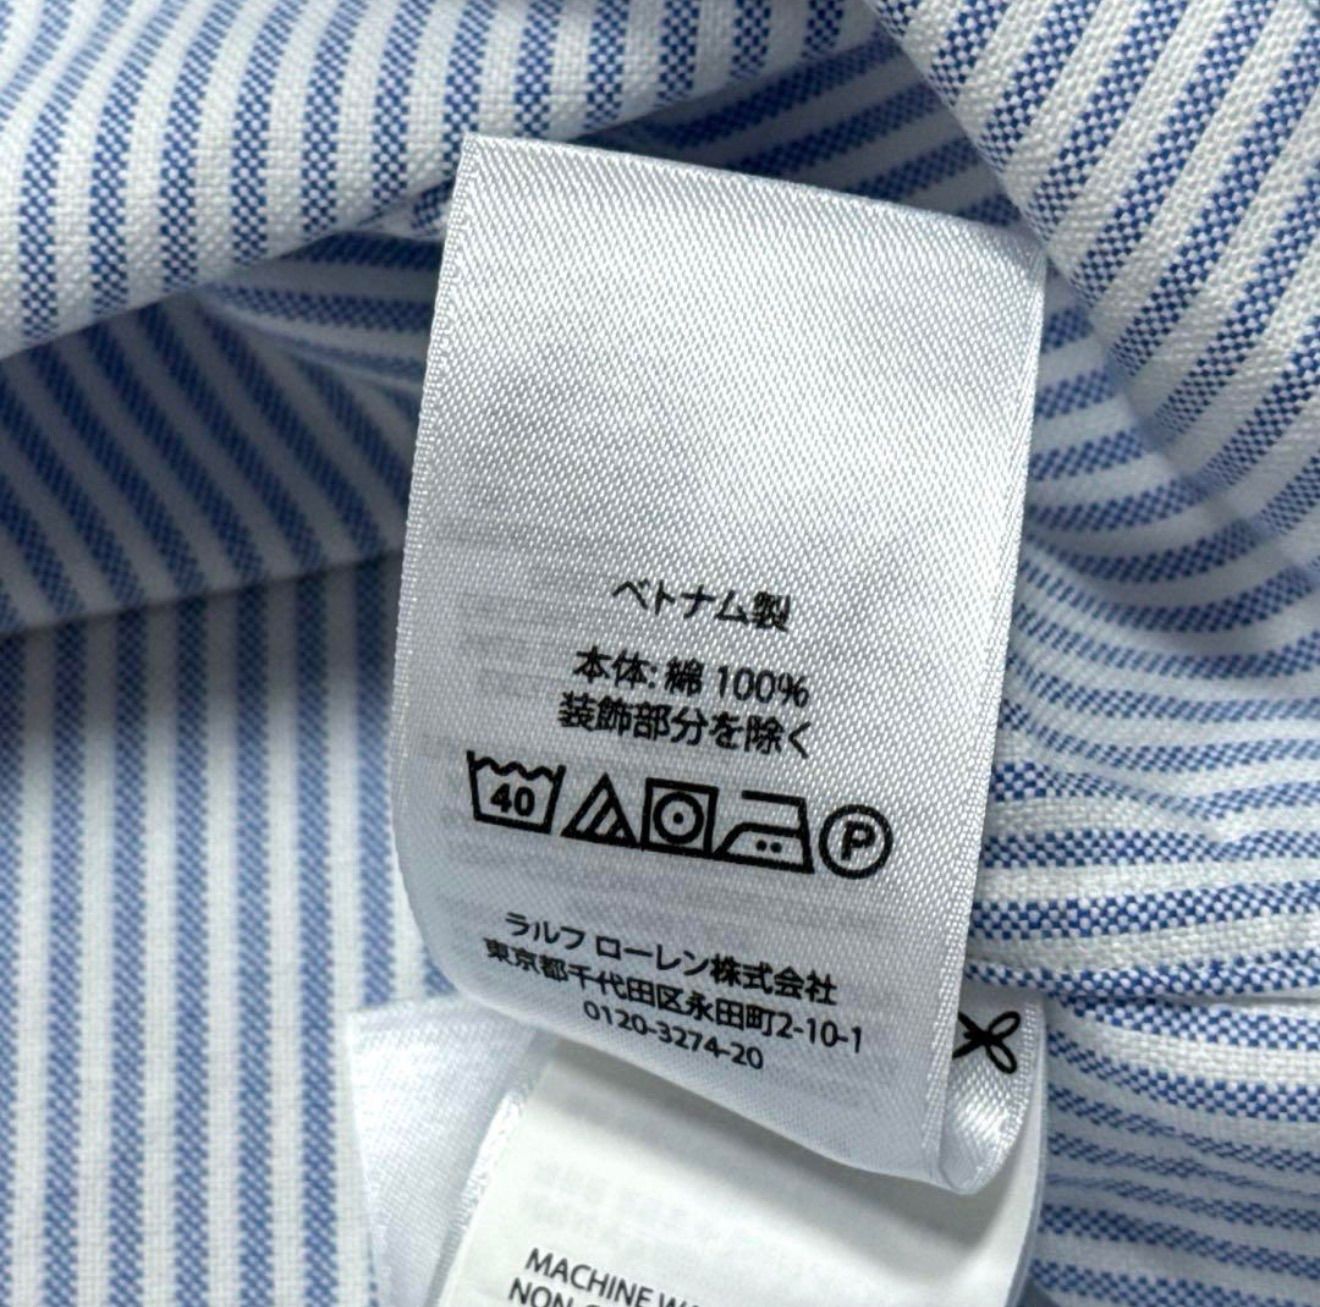 ベトナム製
本体: 綿 100%
装飾部分を除く
40
P
ラルフ ローレン株式会社
東京都千代田区永田町2-10-1
0120-3274-20
MACHINE